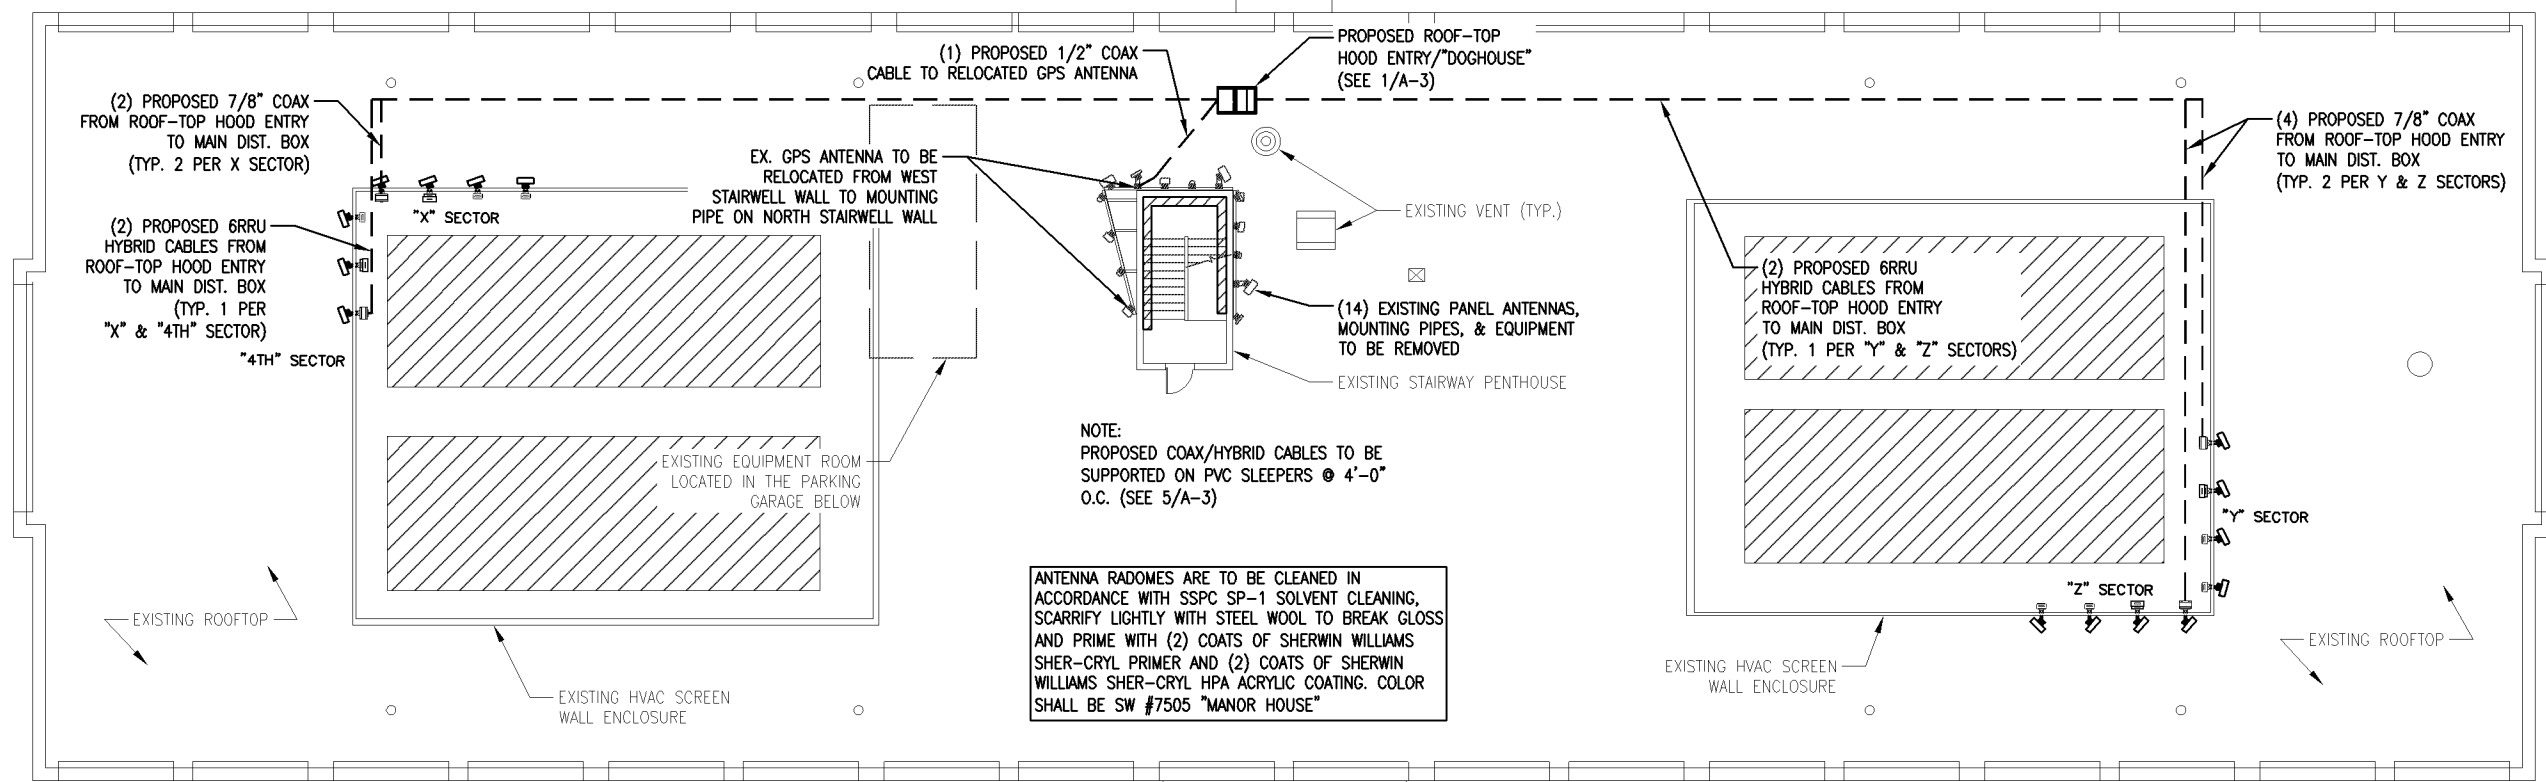 (1) PROPOSED 1/2" COAX
CABLE TO RELOCATED GPS ANTENNA
PROPOSED ROOF-TOP
HOOD ENTRY/"DOGHOUSE"
(SEE 1/A-3)
(2) PROPOSED 7/8" COAX
FROM ROOF-TOP HOOD ENTRY
TO MAIN DIST. BOX
(TYP. 2 PER X SECTOR)
(4) PROPOSED 7/8" COAX
FROM ROOF-TOP HOOD ENTRY
TO MAIN DIST. BOX
(TYP. 2 PER Y & Z SECTORS)
EX. GPS ANTENNA TO BE
RELOCATED FROM WEST
STAIRWELL WALL TO MOUNTING
PIPE ON NORTH STAIRWELL WALL
"X" SECTOR
EXISTING VENT (TYP.)
(2) PROPOSED 6RRU
HYBRID CABLES FROM
ROOF-TOP HOOD ENTRY
TO MAIN DIST. BOX
(TYP. 1 PER
"X" & "4TH" SECTOR)
"4TH" SECTOR
(2) PROPOSED 6RRU
HYBRID CABLES FROM
ROOF-TOP HOOD ENTRY
TO MAIN DIST. BOX
(TYP. 1 PER "Y" & "Z" SECTORS)
(14) EXISTING PANEL ANTENNAS,
MOUNTING PIPES, & EQUIPMENT
TO BE REMOVED
EXISTING STAIRWAY PENTHOUSE
NOTE:
PROPOSED COAX/HYBRID CABLES TO BE
SUPPORTED ON PVC SLEEPERS @ 4'-0"
O.C. (SEE 5/A-3)
EXISTING EQUIPMENT ROOM
LOCATED IN THE PARKING
GARAGE BELOW
"Y" SECTOR
"Z" SECTOR
ANTENNA RADOMES ARE TO BE CLEANED IN
ACCORDANCE WITH SSPC SP-1 SOLVENT CLEANING,
SCARRIFY LIGHTLY WITH STEEL WOOL TO BREAK GLOSS
AND PRIME WITH (2) COATS OF SHERWIN WILLIAMS
SHER-CRYL PRIMER AND (2) COATS OF SHERWIN
WILLIAMS SHER-CRYL HPA ACRYLIC COATING. COLOR
SHALL BE SW #7505 "MANOR HOUSE"
EXISTING ROOFTOP
EXISTING ROOFTOP
EXISTING HVAC SCREEN
WALL ENCLOSURE
EXISTING HVAC SCREEN
WALL ENCLOSURE